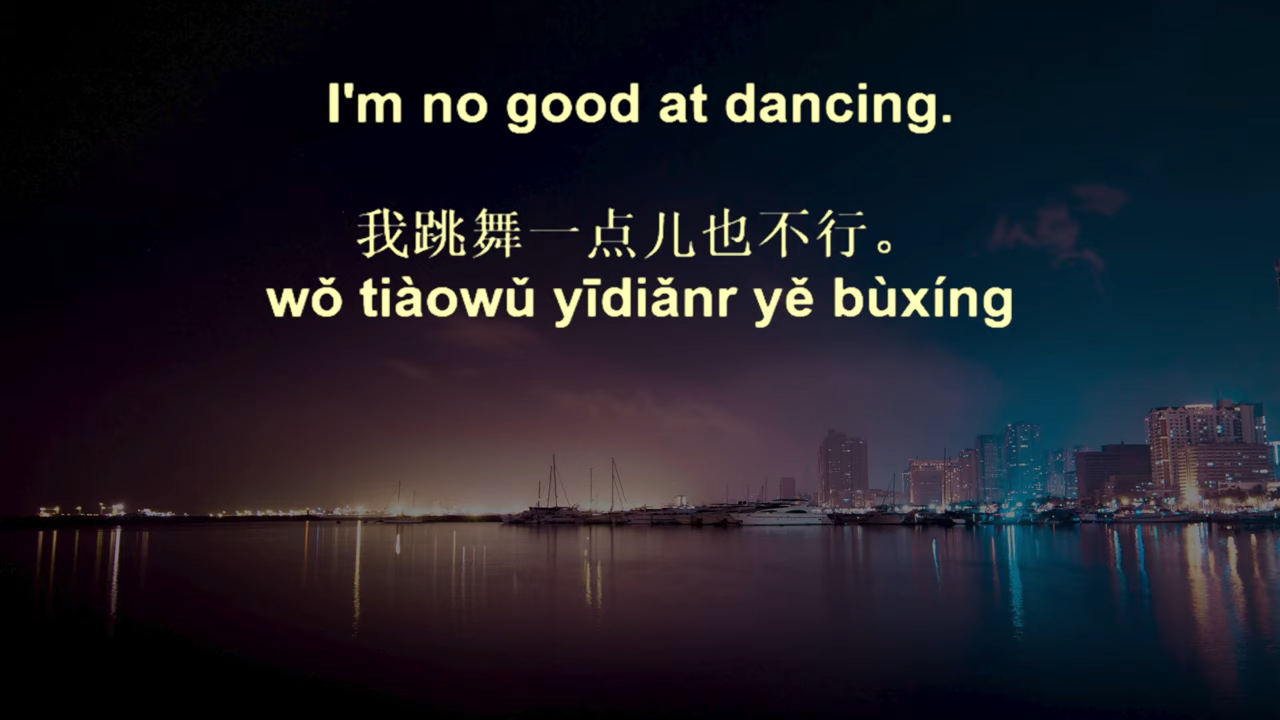 I'm no good at dancing.
我跳舞一点儿也不行。
wǒ tiàowǔ yīdiǎnr yě bùxíng